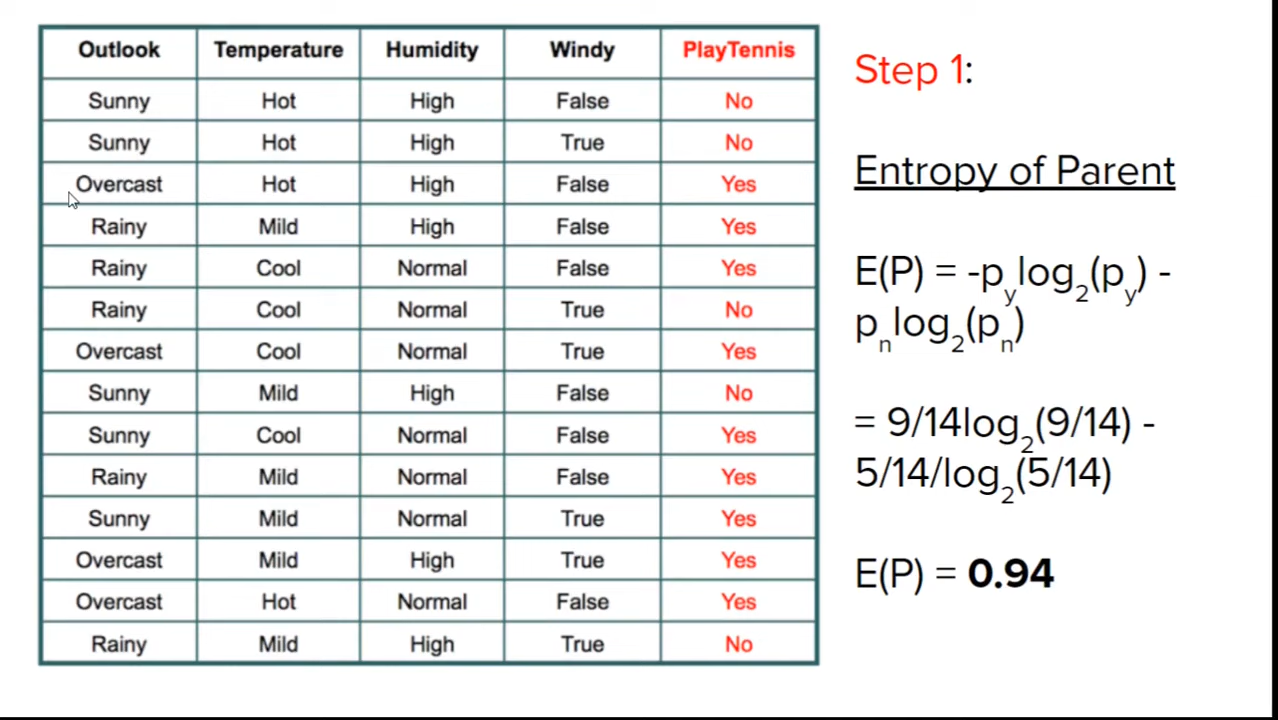 Outlook Temperature Humidity Windy PlayTennis
Sunny Hot High False No
Sunny Hot High True No
Overcast Hot High False Yes
Rainy Mild High False Yes
Rainy Cool Normal False Yes
Rainy Cool Normal True No
Overcast Cool Normal True Yes
Sunny Mild High False No
Sunny Cool Normal False Yes
Rainy Mild Normal False Yes
Sunny Mild Normal True Yes
Overcast Mild High True Yes
Overcast Hot Normal False Yes
Rainy Mild High True No
Step 1:
Entropy of Parent
E(P) = -pylog2(py) -
pnlog2(pn)
= 9/14log2(9/14) -
5/14/log2(5/14)
E(P) = 0.94